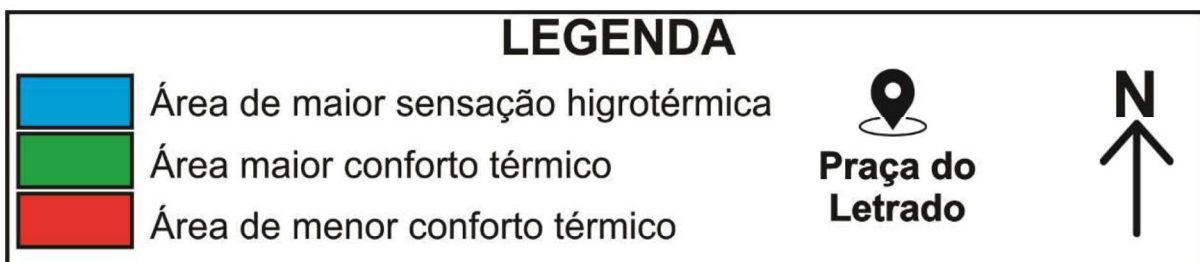 LEGENDA
Área de maior sensação higrotérmica
Área maior conforto térmico
Área de menor conforto térmico
Praça do
Letrado
N